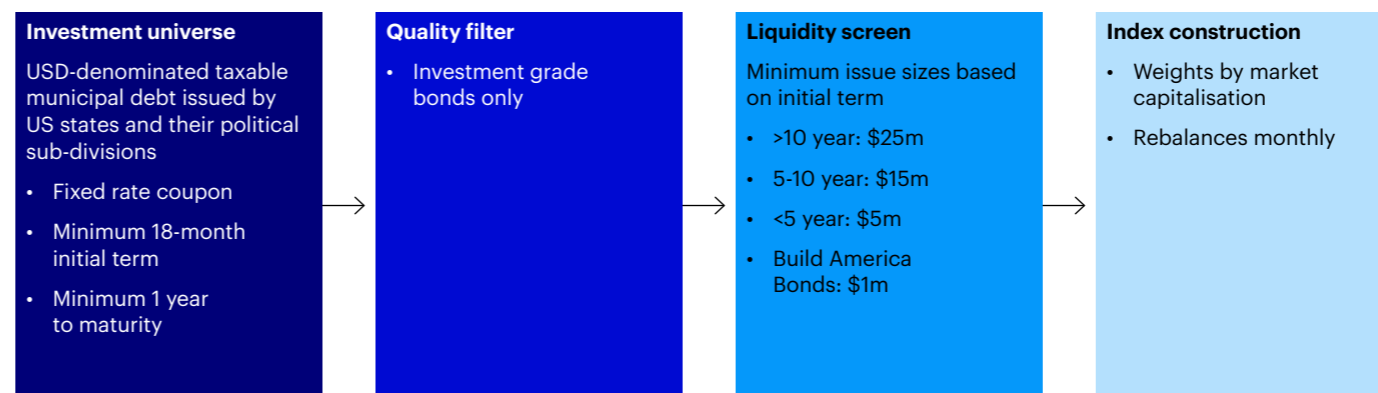 Investment universe
USD-denominated taxable
municipal debt issued by
US states and their political
sub-divisions
• Fixed rate coupon
• Minimum 18-month
initial term
• Minimum 1 year
to maturity
Quality filter
• Investment grade
bonds only
Liquidity screen
Minimum issue sizes based
on initial term
• >10 year: $25m
• 5-10 year: $15m
• <5 year: $5m
• Build America
Bonds: $1m
Index construction
• Weights by market
capitalisation
• Rebalances monthly